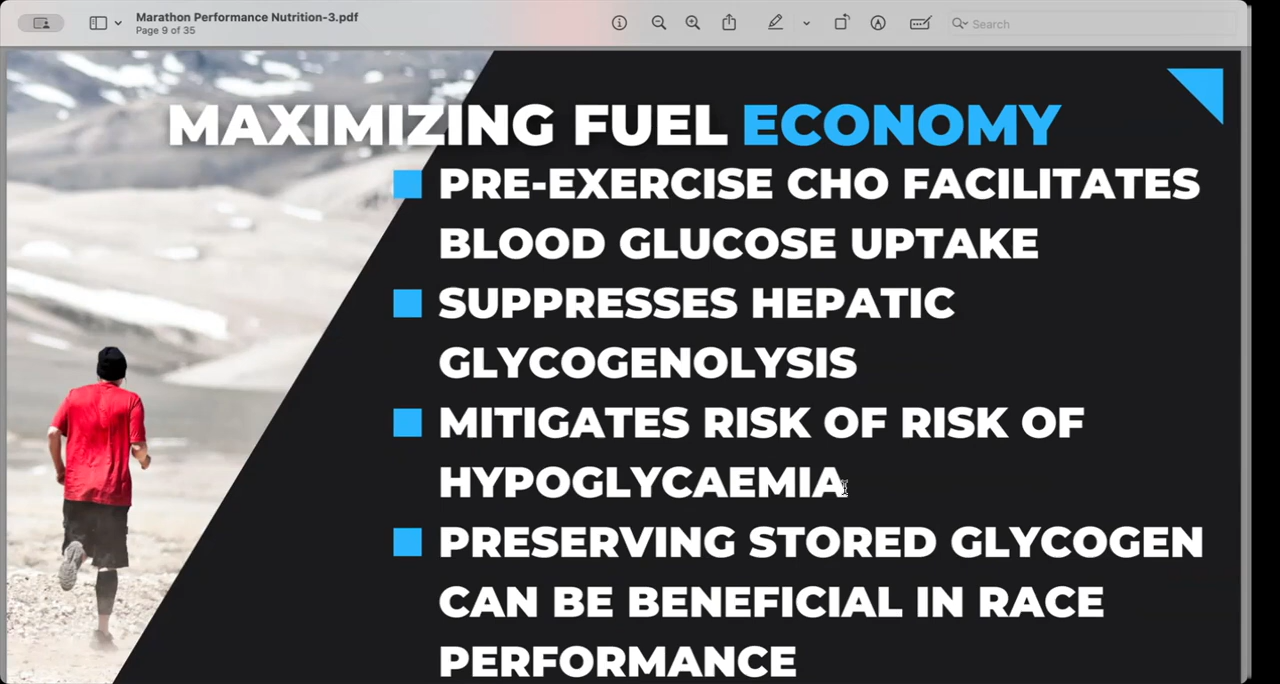 Marathon Performance Nutrition-3.pdf
Page 9 of 35
Search
MAXIMIZING FUEL ECONOMY
PRE-EXERCISE CHO FACILITATES
BLOOD GLUCOSE UPTAKE
SUPPRESSES HEPATIC
GLYCOGENOLYSIS
MITIGATES RISK OF RISK OF
HYPOGLYCAEMIA
PRESERVING STORED GLYCOGEN
CAN BE BENEFICIAL IN RACE
PERFORMANCE